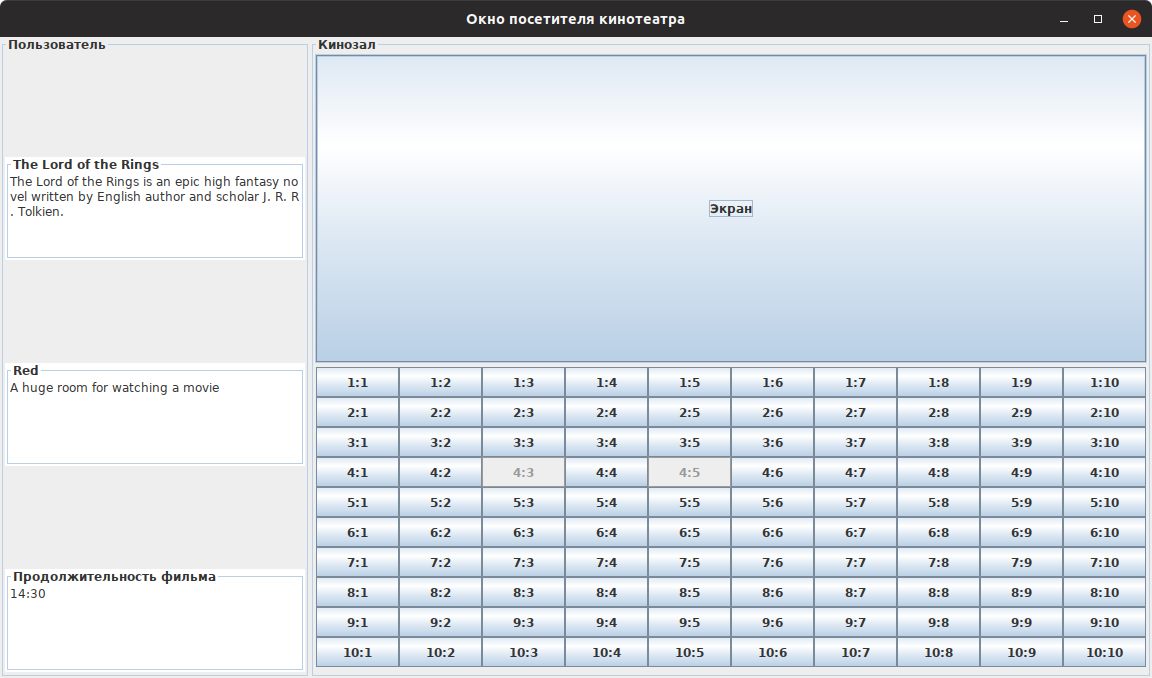 Окно посетителя кинотеатра
Пользователь
The Lord of the Rings
The Lord of the Rings is an epic high fantasy no
vel written by English author and scholar J. R. R
. Tolkien.
Red
A huge room for watching a movie
Продолжительность фильма
14:30
Кинозал
Экран
1:1 1:2 1:3 1:4 1:5 1:6 1:7 1:8 1:9 1:10
2:1 2:2 2:3 2:4 2:5 2:6 2:7 2:8 2:9 2:10
3:1 3:2 3:3 3:4 3:5 3:6 3:7 3:8 3:9 3:10
4:1 4:2 4:3 4:4 4:5 4:6 4:7 4:8 4:9 4:10
5:1 5:2 5:3 5:4 5:5 5:6 5:7 5:8 5:9 5:10
6:1 6:2 6:3 6:4 6:5 6:6 6:7 6:8 6:9 6:10
7:1 7:2 7:3 7:4 7:5 7:6 7:7 7:8 7:9 7:10
8:1 8:2 8:3 8:4 8:5 8:6 8:7 8:8 8:9 8:10
9:1 9:2 9:3 9:4 9:5 9:6 9:7 9:8 9:9 9:10
10:1 10:2 10:3 10:4 10:5 10:6 10:7 10:8 10:9 10:10